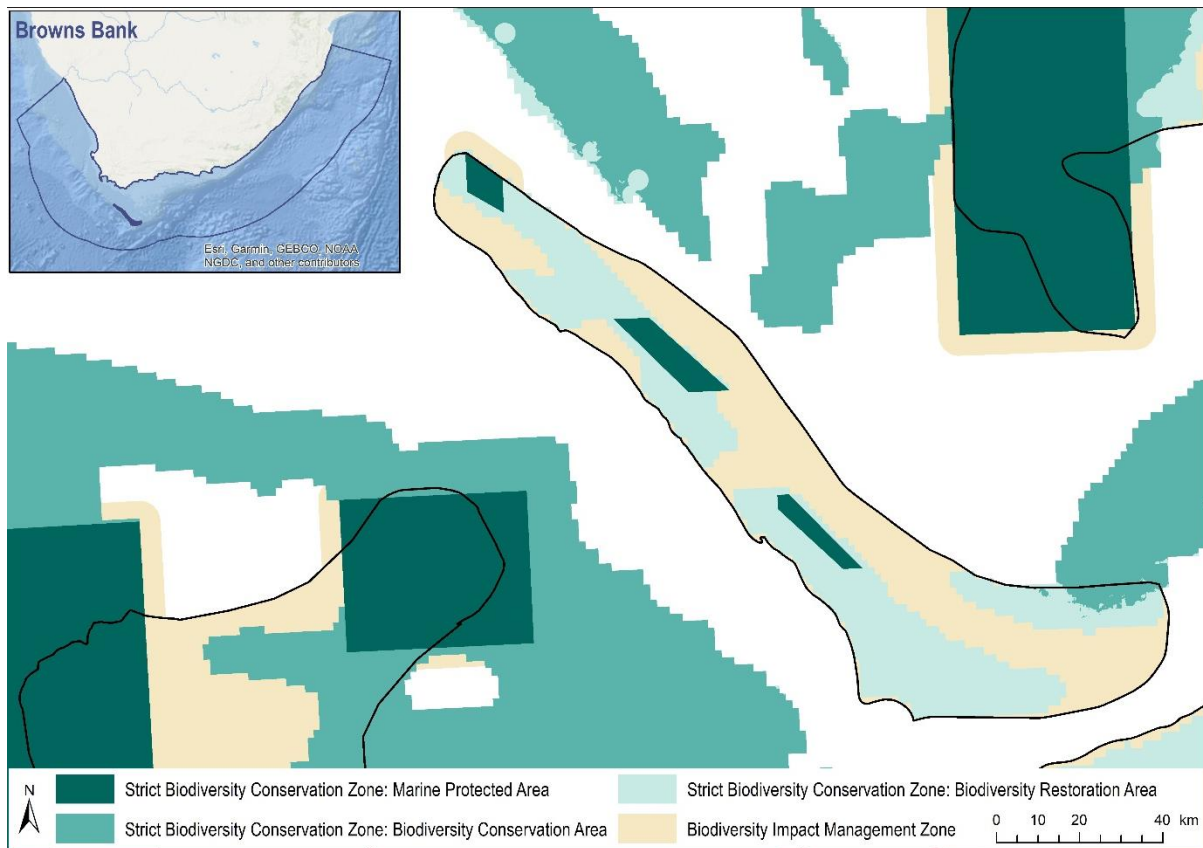 Browns Bank
Esri, Garmin, GEBCO, NOAA
NGDC, and other contributors
N
Strict Biodiversity Conservation Zone: Marine Protected Area
Strict Biodiversity Conservation Zone: Biodiversity Conservation Area
Strict Biodiversity Conservation Zone: Biodiversity Restoration Area
Biodiversity Impact Management Zone
0 10 20 40 km